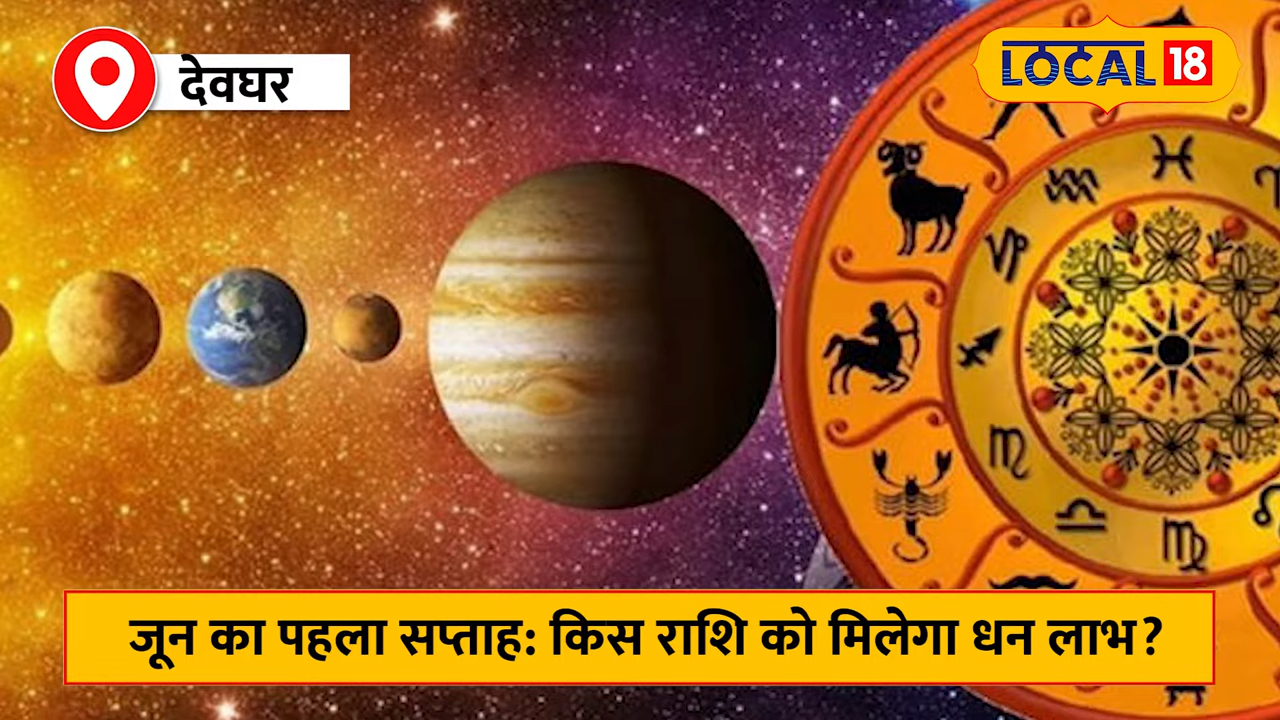 देवघर
LOCAL 18
जून का पहला सप्ताह: किस राशि को मिलेगा धन लाभ?